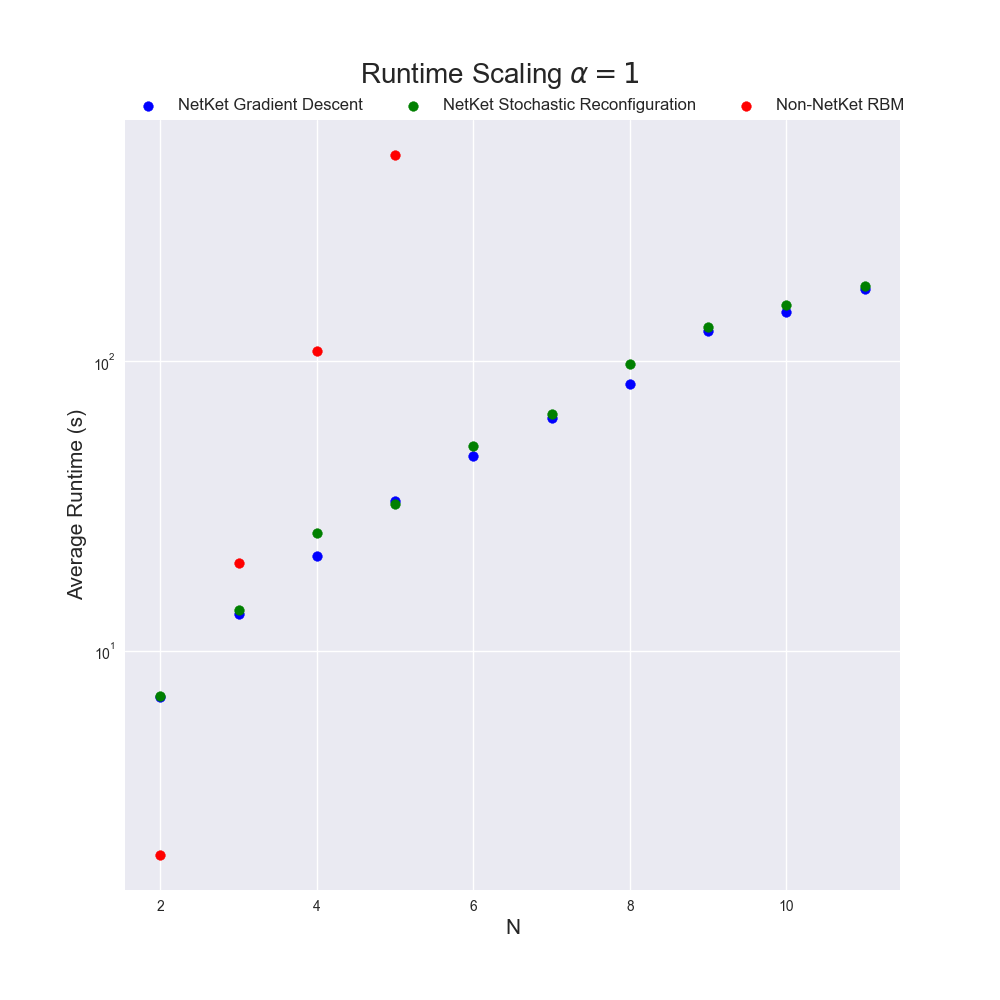 Runtime Scaling α = 1
NetKet Gradient Descent NetKet Stochastic Reconfiguration Non-NetKet RBM
Average Runtime (s)
10²
10¹
2 4 6 8 10
N